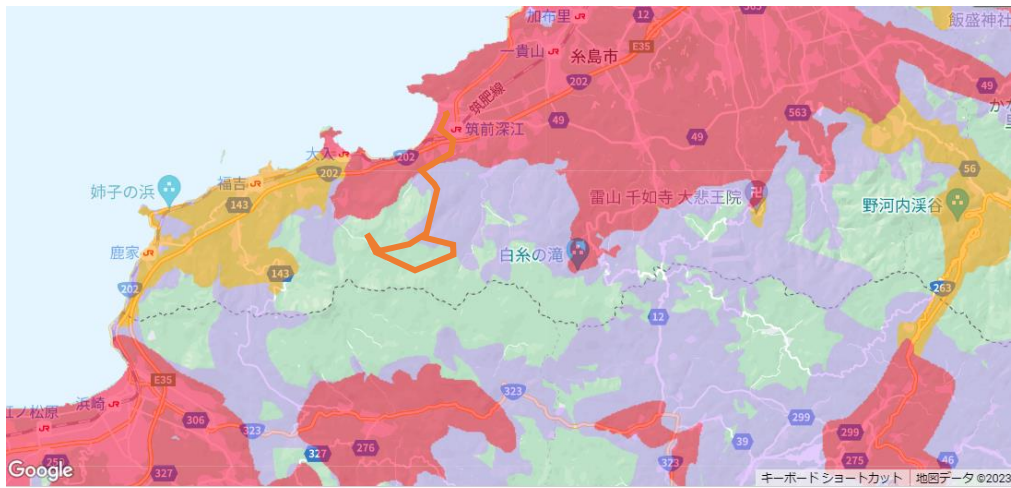 加布里
12
飯盛神社
E35
一貴山
糸島市
202
筑肥線
49
563
49
か
筑前深江
49
大入
202
56
202
福吉
姉子の浜
143
雷山 千如寺 大悲王院
野河内渓谷
鹿家
白糸の滝
143
202
263
12
E35
323
浜崎
306
299
323
299
327
276
39
327
323
275
46
Google
キーボード ショートカット
地図データ ©2023